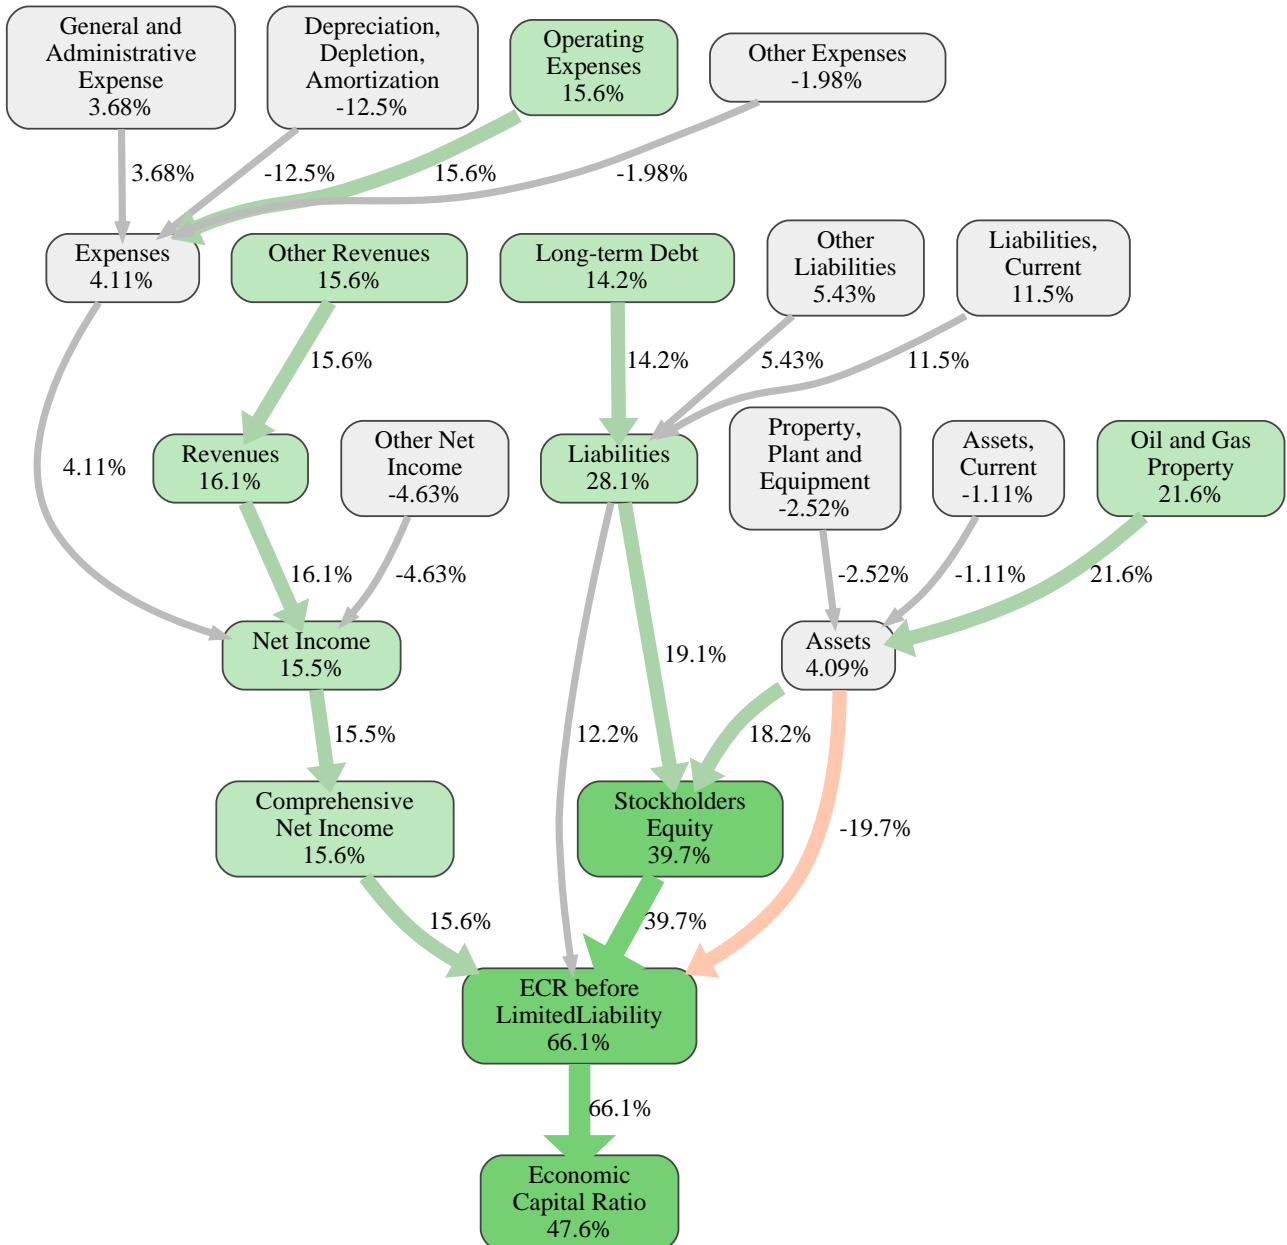 General and
Administrative
Expense
3.68%
Depreciation,
Depletion,
Amortization
-12.5%
Operating
Expenses
15.6%
Other Expenses
-1.98%
3.68%
-12.5%
15.6%
-1.98%
Expenses
4.11%
Other Revenues
15.6%
Long-term Debt
14.2%
Other
Liabilities
5.43%
Liabilities,
Current
11.5%
15.6%
14.2%
5.43%
11.5%
4.11%
Revenues
16.1%
Other Net
Income
-4.63%
Liabilities
28.1%
Property,
Plant and
Equipment
-2.52%
Assets,
Current
-1.11%
Oil and Gas
Property
21.6%
16.1%
-4.63%
-2.52%
-1.11%
21.6%
Net Income
15.5%
19.1%
Assets
4.09%
15.5%
12.2%
18.2%
Comprehensive
Net Income
15.6%
Stockholders
Equity
39.7%
-19.7%
15.6%
39.7%
ECR before
LimitedLiability
66.1%
66.1%
Economic
Capital Ratio
47.6%